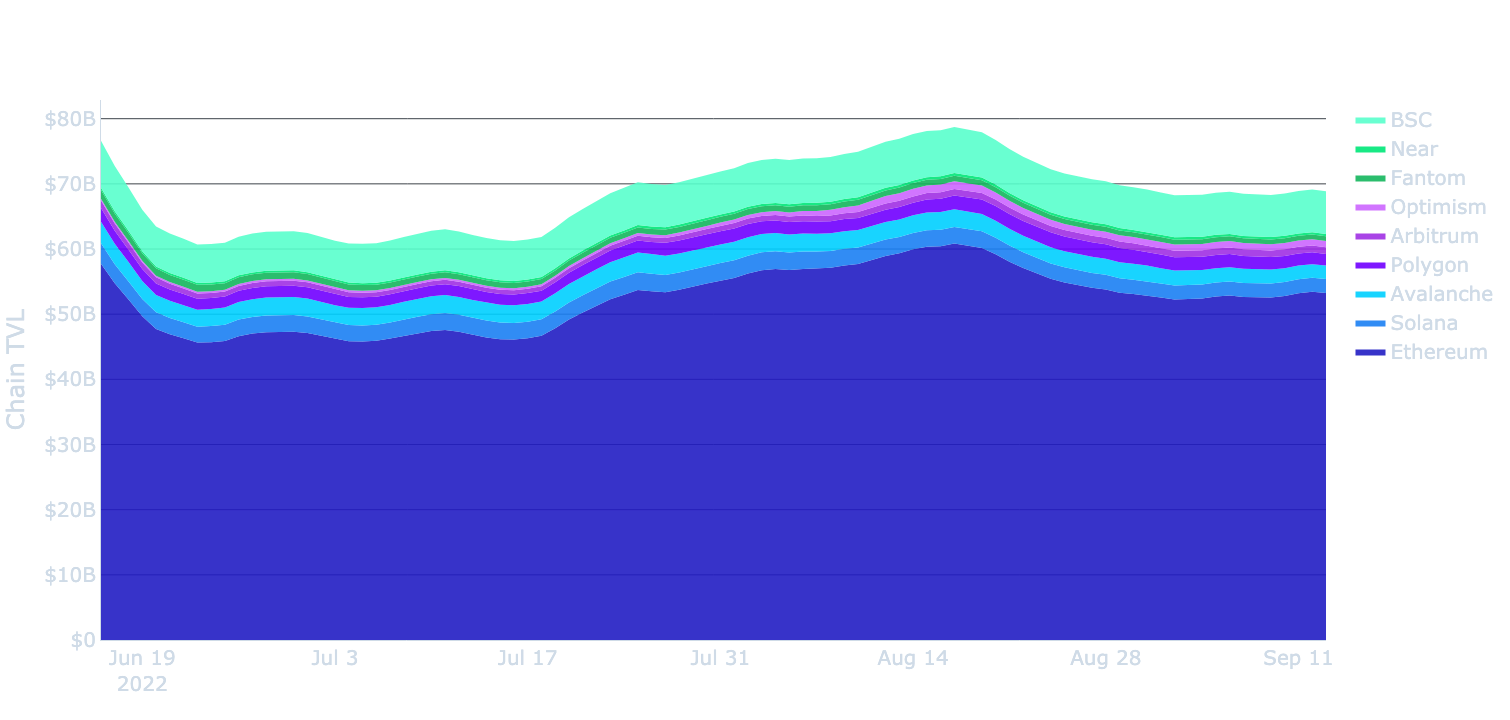 Chain TVL
$80B
$70B
$60B
$50B
$40B
$30B
$20B
$10B
$0
Jun 19
2022
Jul 3
Jul 17
Jul 31
Aug 14
Aug 28
Sep 11
BSC
Near
Fantom
Optimism
Arbitrum
Polygon
Avalanche
Solana
Ethereum